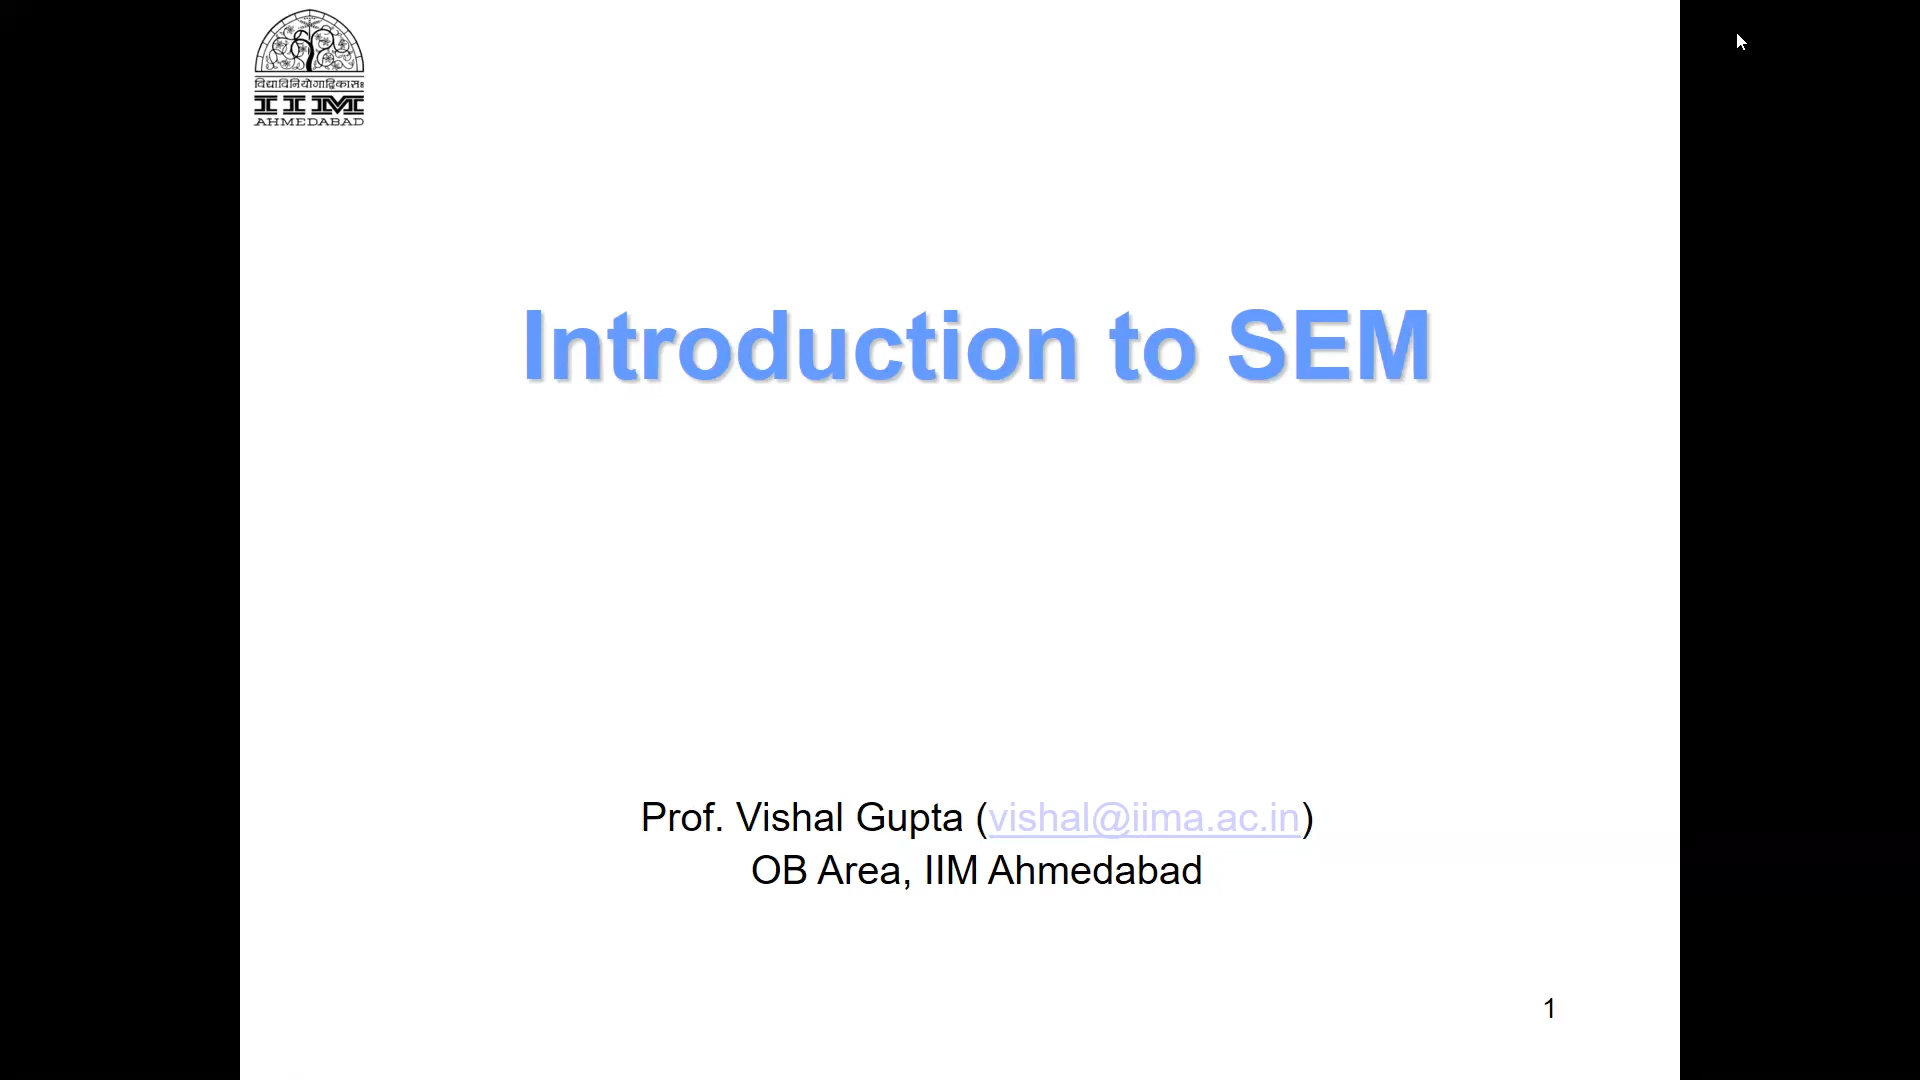 विद्याविनियोगाद्विकासः
IIM
AHMEDABAD
Introduction to SEM
Prof. Vishal Gupta (vishal@iima.ac.in)
OB Area, IIM Ahmedabad
1